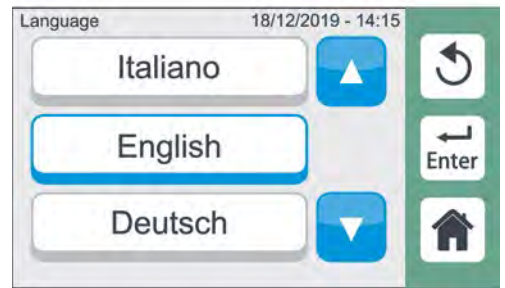 Language 18/12/2019 - 14:15
Italiano
English
Enter
Deutsch